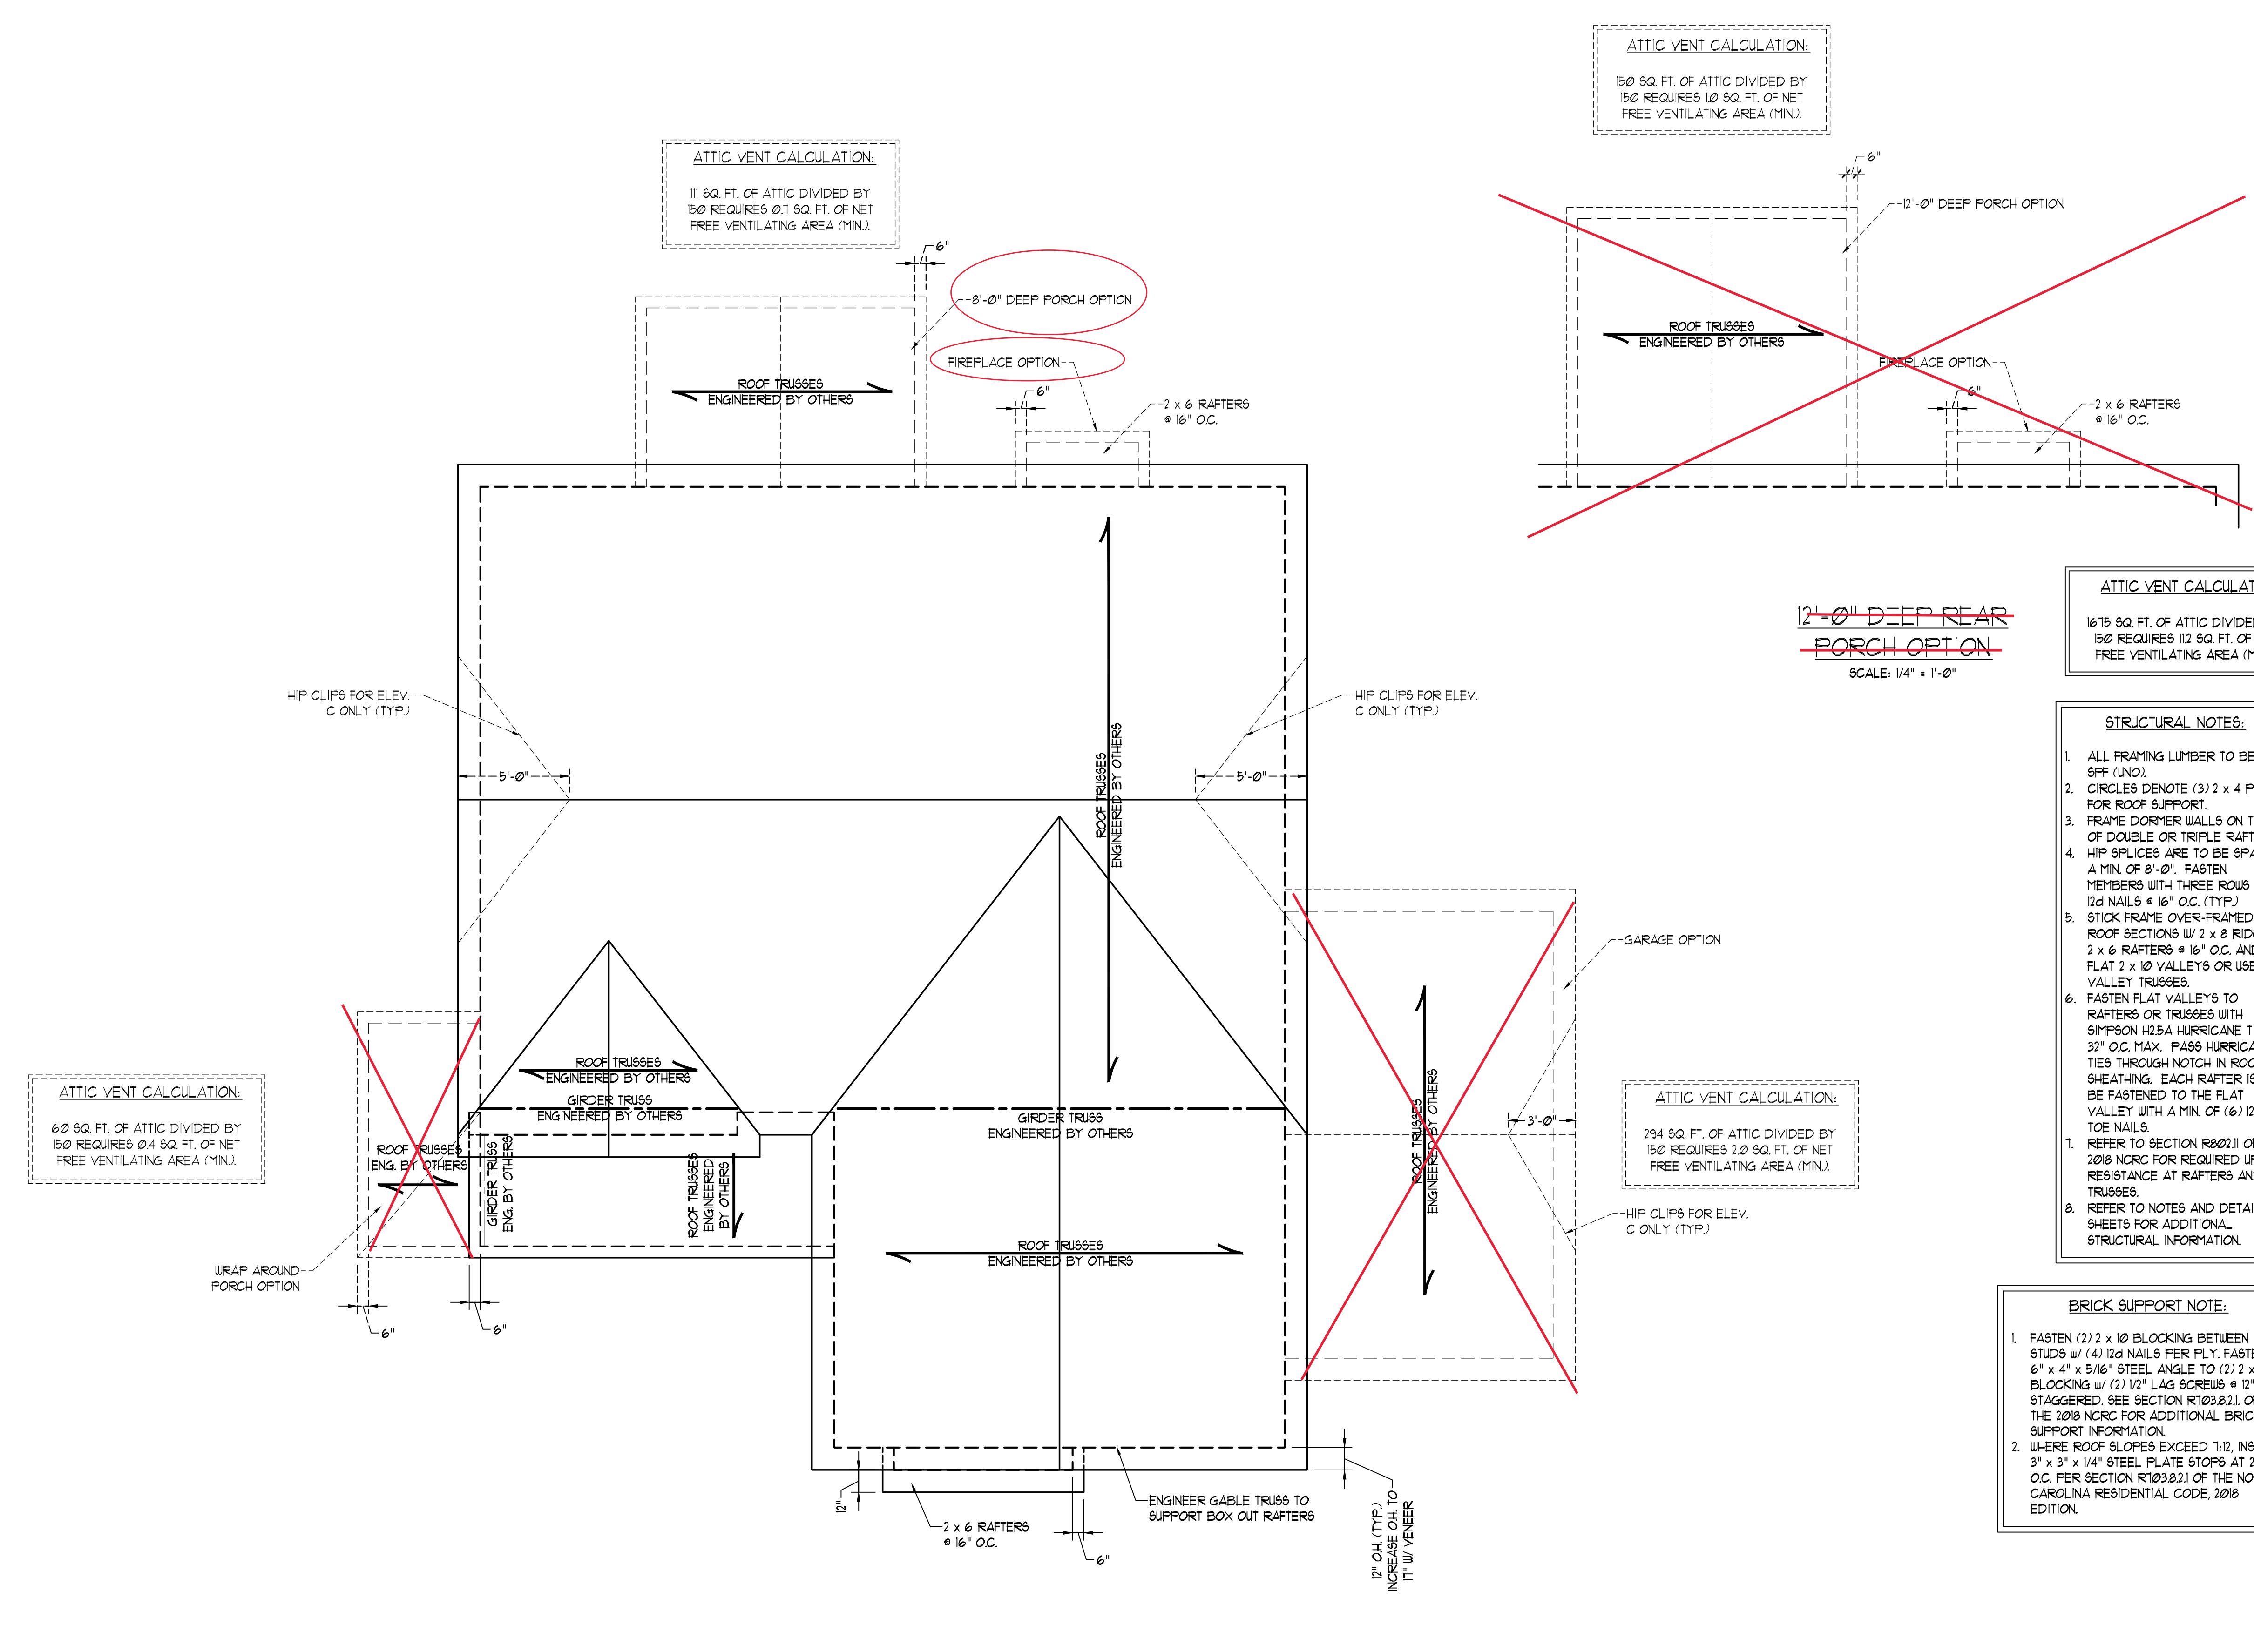 ATTIC VENT CALCULATION:
150 SQ. FT. OF ATTIC DIVIDED BY
150 REQUIRES 1.0 SQ. FT. OF NET
FREE VENTILATING AREA (MIN.).
6"
12'-0" DEEP PORCH OPTION
ROOF TRUSSES
ENGINEERED BY OTHERS
FIREPLACE OPTION
6"
2 x 6 RAFTERS
@ 16" O.C.
12'-0" DEEP REAR
PORCH OPTION
SCALE: 1/4" = 1'-0"
ATTIC VENT CALCULATION:
111 SQ. FT. OF ATTIC DIVIDED BY
150 REQUIRES 0.7 SQ. FT. OF NET
FREE VENTILATING AREA (MIN.).
6"
8'-0" DEEP PORCH OPTION
FIREPLACE OPTION
ROOF TRUSSES
ENGINEERED BY OTHERS
6"
2 x 6 RAFTERS
@ 16" O.C.
HIP CLIPS FOR ELEV.
C ONLY (TYP.)
5'-0"
HIP CLIPS FOR ELEV.
C ONLY (TYP.)
5'-0"
ROOF TRUSSES
ENGINEERED BY OTHERS
GARAGE OPTION
ROOF TRUSSES
ENGINEERED BY OTHERS
3'-0"
ATTIC VENT CALCULATION:
294 SQ. FT. OF ATTIC DIVIDED BY
150 REQUIRES 2.0 SQ. FT. OF NET
FREE VENTILATING AREA (MIN.).
HIP CLIPS FOR ELEV.
C ONLY (TYP.)
ATTIC VENT CALCULATION:
60 SQ. FT. OF ATTIC DIVIDED BY
150 REQUIRES 0.4 SQ. FT. OF NET
FREE VENTILATING AREA (MIN.).
ROOF TRUSSES
ENG. BY OTHERS
WRAP AROUND
PORCH OPTION
6"
6"
ROOF TRUSSES
ENGINEERED BY OTHERS
GIRDER TRUSS
ENGINEERED BY OTHERS
GIRDER TRUSS
ENG. BY OTHERS
ROOF TRUSSES
ENGINEERED
BY OTHERS
GIRDER TRUSS
ENGINEERED BY OTHERS
ROOF TRUSSES
ENGINEERED BY OTHERS
12"
2 x 6 RAFTERS
@ 16" O.C.
6"
ENGINEER GABLE TRUSS TO
SUPPORT BOX OUT RAFTERS
12" O.H. (TYP.)
INCREASE O.H. TO
17" W/ VENEER
ATTIC VENT CALCULAT
1675 SQ. FT. OF ATTIC DIVIDE
150 REQUIRES 11.2 SQ. FT. OF
FREE VENTILATING AREA (M
STRUCTURAL NOTES:
1. ALL FRAMING LUMBER TO BE
SPF (UNO).
2. CIRCLES DENOTE (3) 2 x 4 P
FOR ROOF SUPPORT.
3. FRAME DORMER WALLS ON T
OF DOUBLE OR TRIPLE RAFT
4. HIP SPLICES ARE TO BE SPA
A MIN. OF 8'-0". FASTEN
MEMBERS WITH THREE ROWS
12d NAILS @ 16" O.C. (TYP.)
5. STICK FRAME OVER-FRAMED
ROOF SECTIONS W/ 2 x 8 RID
2 x 6 RAFTERS @ 16" O.C. AND
FLAT 2 x 10 VALLEYS OR USE
VALLEY TRUSSES.
6. FASTEN FLAT VALLEYS TO
RAFTERS OR TRUSSES WITH
SIMPSON H2.5A HURRICANE T
32" O.C. MAX. PASS HURRICA
TIES THROUGH NOTCH IN ROO
SHEATHING. EACH RAFTER IS
BE FASTENED TO THE FLAT
VALLEY WITH A MIN. OF (6) 12
TOE NAILS.
7. REFER TO SECTION R802.11 OF
2018 NCRC FOR REQUIRED UP
RESISTANCE AT RAFTERS AN
TRUSSES.
8. REFER TO NOTES AND DETAI
SHEETS FOR ADDITIONAL
STRUCTURAL INFORMATION.
BRICK SUPPORT NOTE:
1. FASTEN (2) 2 x 10 BLOCKING BETWEEN
STUDS w/ (4) 12d NAILS PER PLY. FASTE
6" x 4" x 5/16" STEEL ANGLE TO (2) 2 x
BLOCKING w/ (2) 1/2" LAG SCREWS @ 12"
STAGGERED. SEE SECTION R703.8.2.1. OF
THE 2018 NCRC FOR ADDITIONAL BRIC
SUPPORT INFORMATION.
2. WHERE ROOF SLOPES EXCEED 7:12, INS
3" x 3" x 1/4" STEEL PLATE STOPS AT 2
O.C. PER SECTION R703.8.2.1 OF THE NO
CAROLINA RESIDENTIAL CODE, 2018
EDITION.